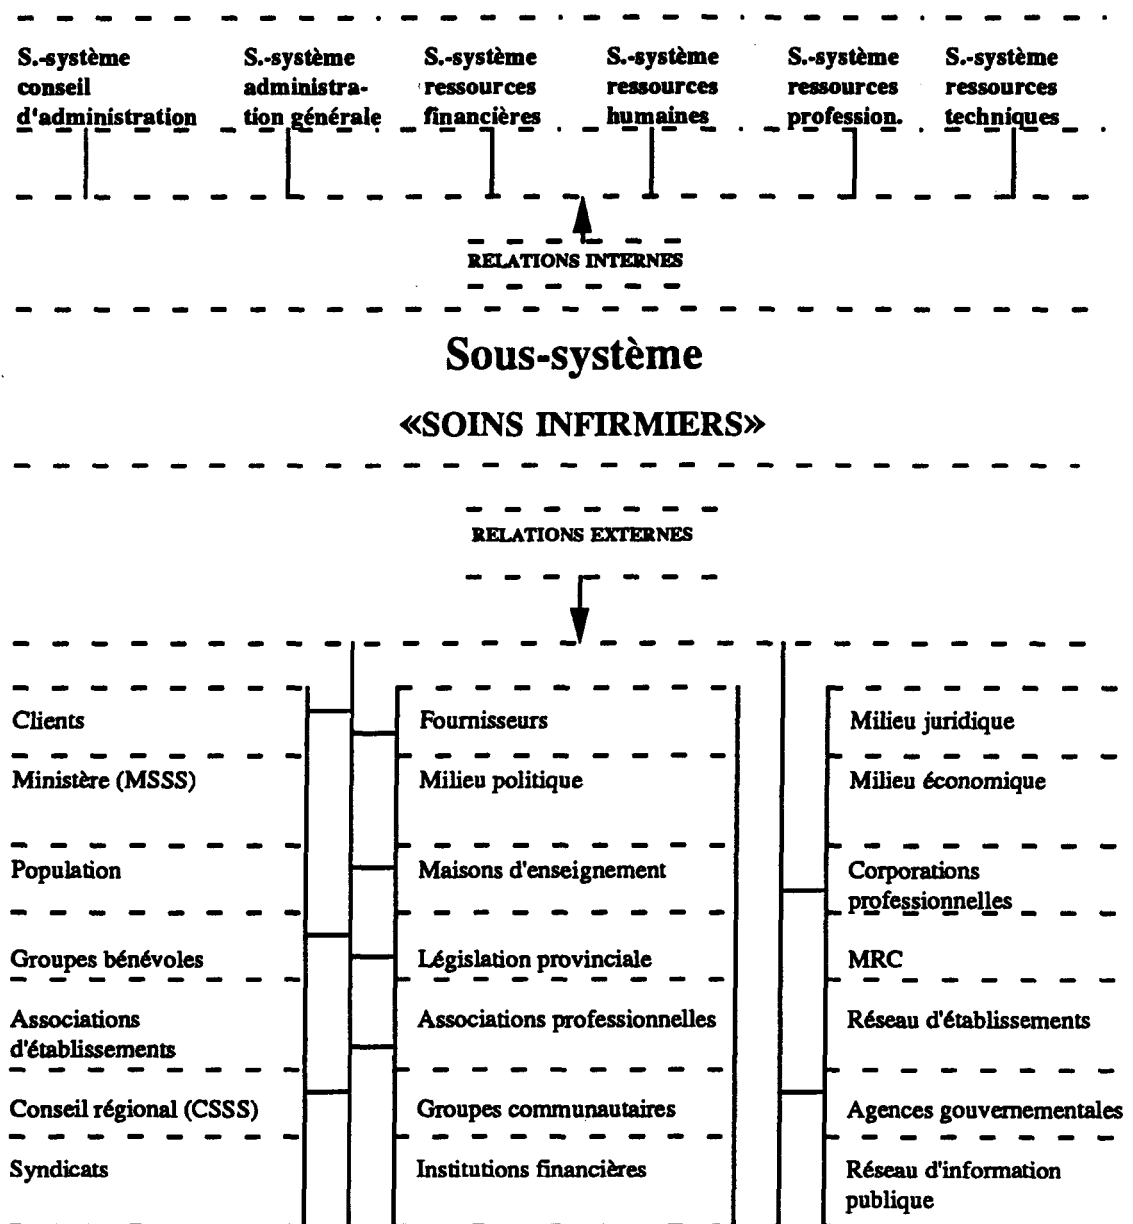 S.-système
conseil
d'administration
S.-système
administra-
tion générale
S.-système
ressources
financières
S.-système
ressources
humaines
S.-système
ressources
profession.
S.-système
ressources
techniques
RELATIONS INTERNES
Sous-système
«SOINS INFIRMIERS»
RELATIONS EXTERNES
Clients
Ministère (MSSS)
Population
Groupes bénévoles
Associations
d'établissements
Conseil régional (CSSS)
Syndicats
Fournisseurs
Milieu politique
Maisons d'enseignement
Législation provinciale
Associations professionnelles
Groupes communautaires
Institutions financières
Milieu juridique
Milieu économique
Corporations
professionnelles
MRC
Réseau d'établissements
Agences gouvernementales
Réseau d'information
publique